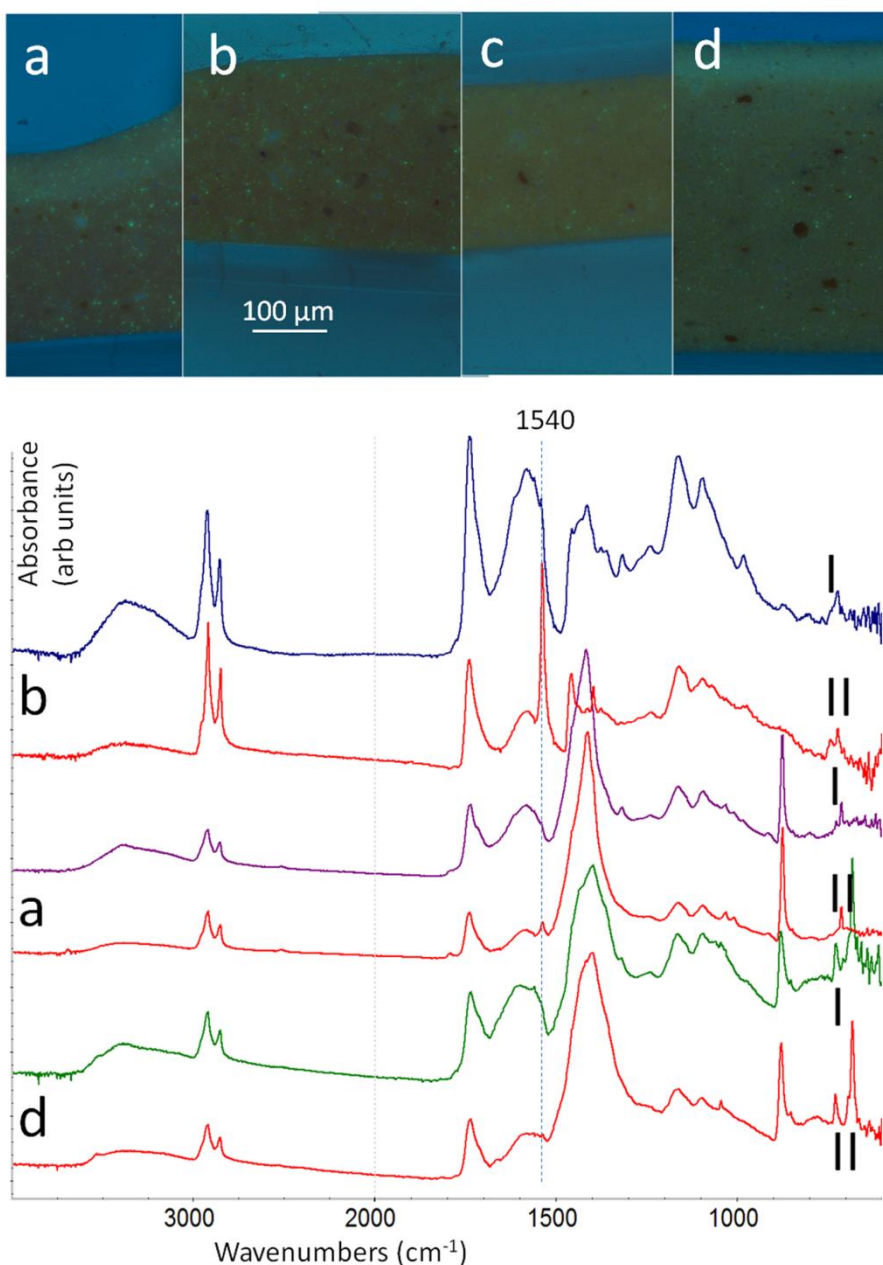 a b c d
100 µm
1540
Absorbance
(arb units)
I
b
II
I
a
II
I
d
II
3000 2000 1500 1000
Wavenumbers (cm-1)